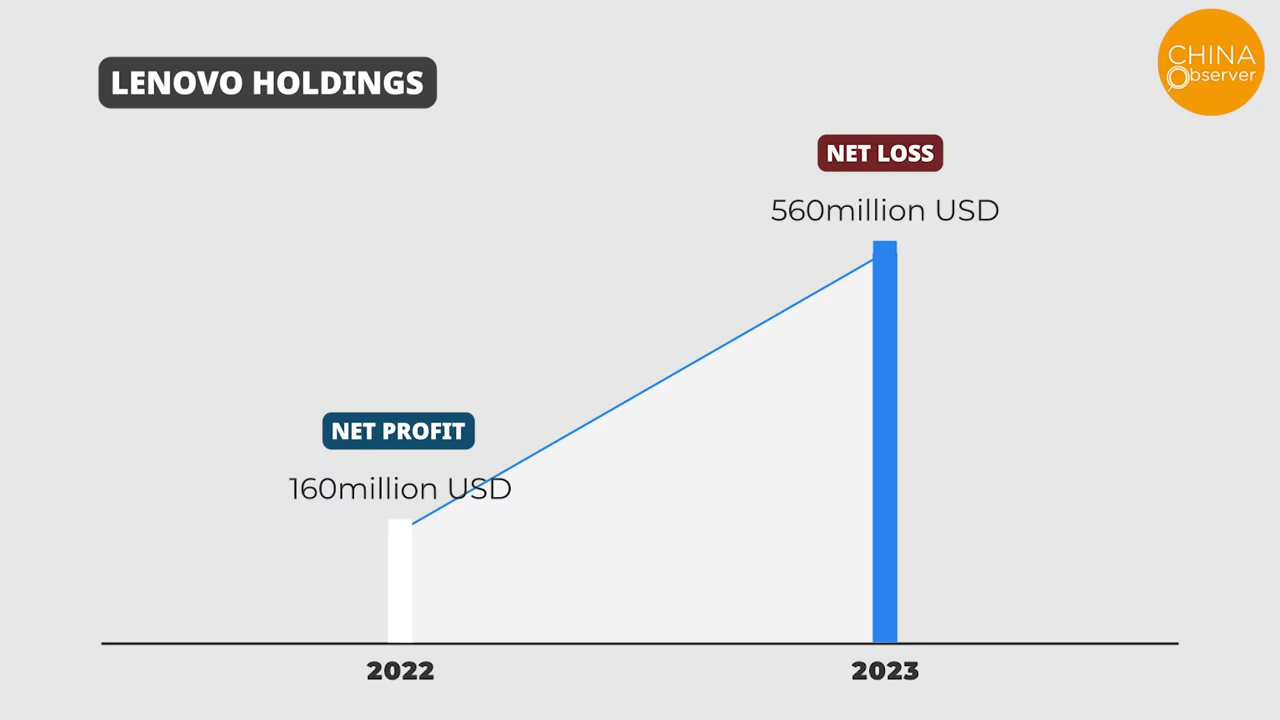 LENOVO HOLDINGS
CHINA
Observer
NET LOSS
560million USD
NET PROFIT
160million USD
2022
2023